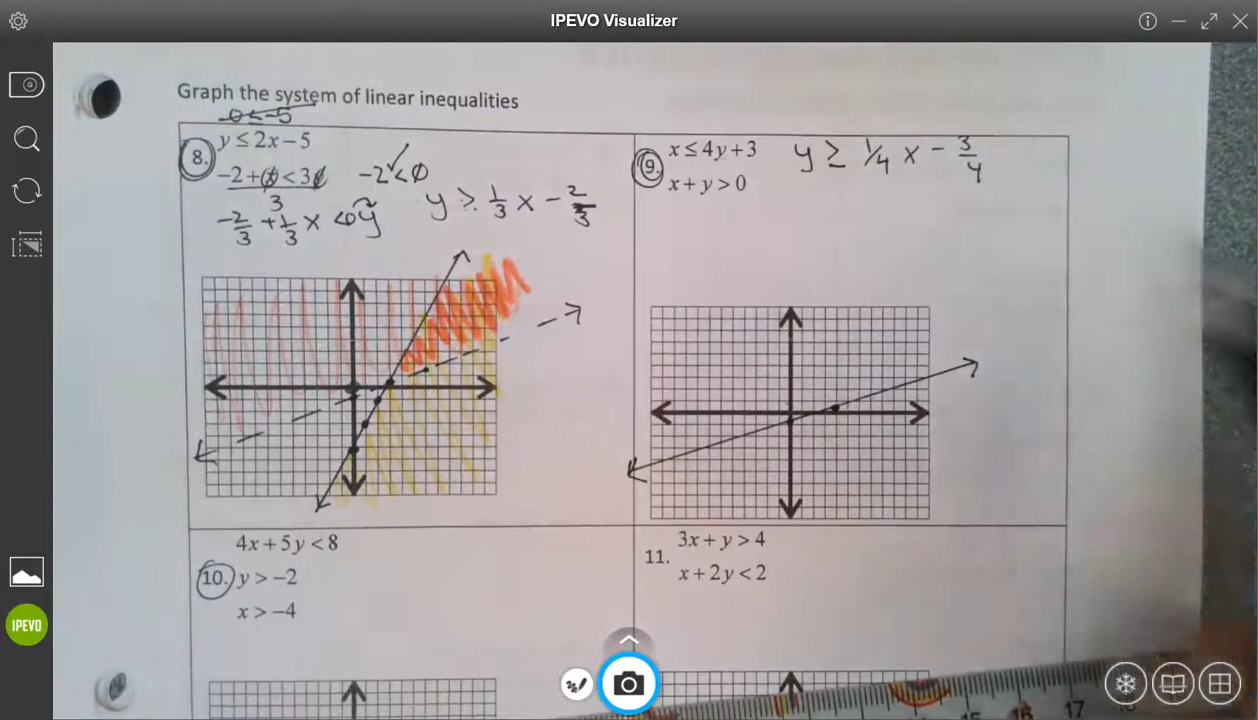 IPEVO Visualizer
Graph the system of linear inequalities
-0 ≤ -5
8.
y ≤ 2x − 5
-2 + x < 3y
3
-2 < 0
-2/3 + 1/3 x < y
y ≥ 1/3 x - 2/3
9.
x ≤ 4y + 3
x + y > 0
y ≥ 1/4 x - 3/4
4x + 5y < 8
10. y > −2
x > −4
11.
3x + y > 4
x + 2y < 2
IPEVO
15 16 17